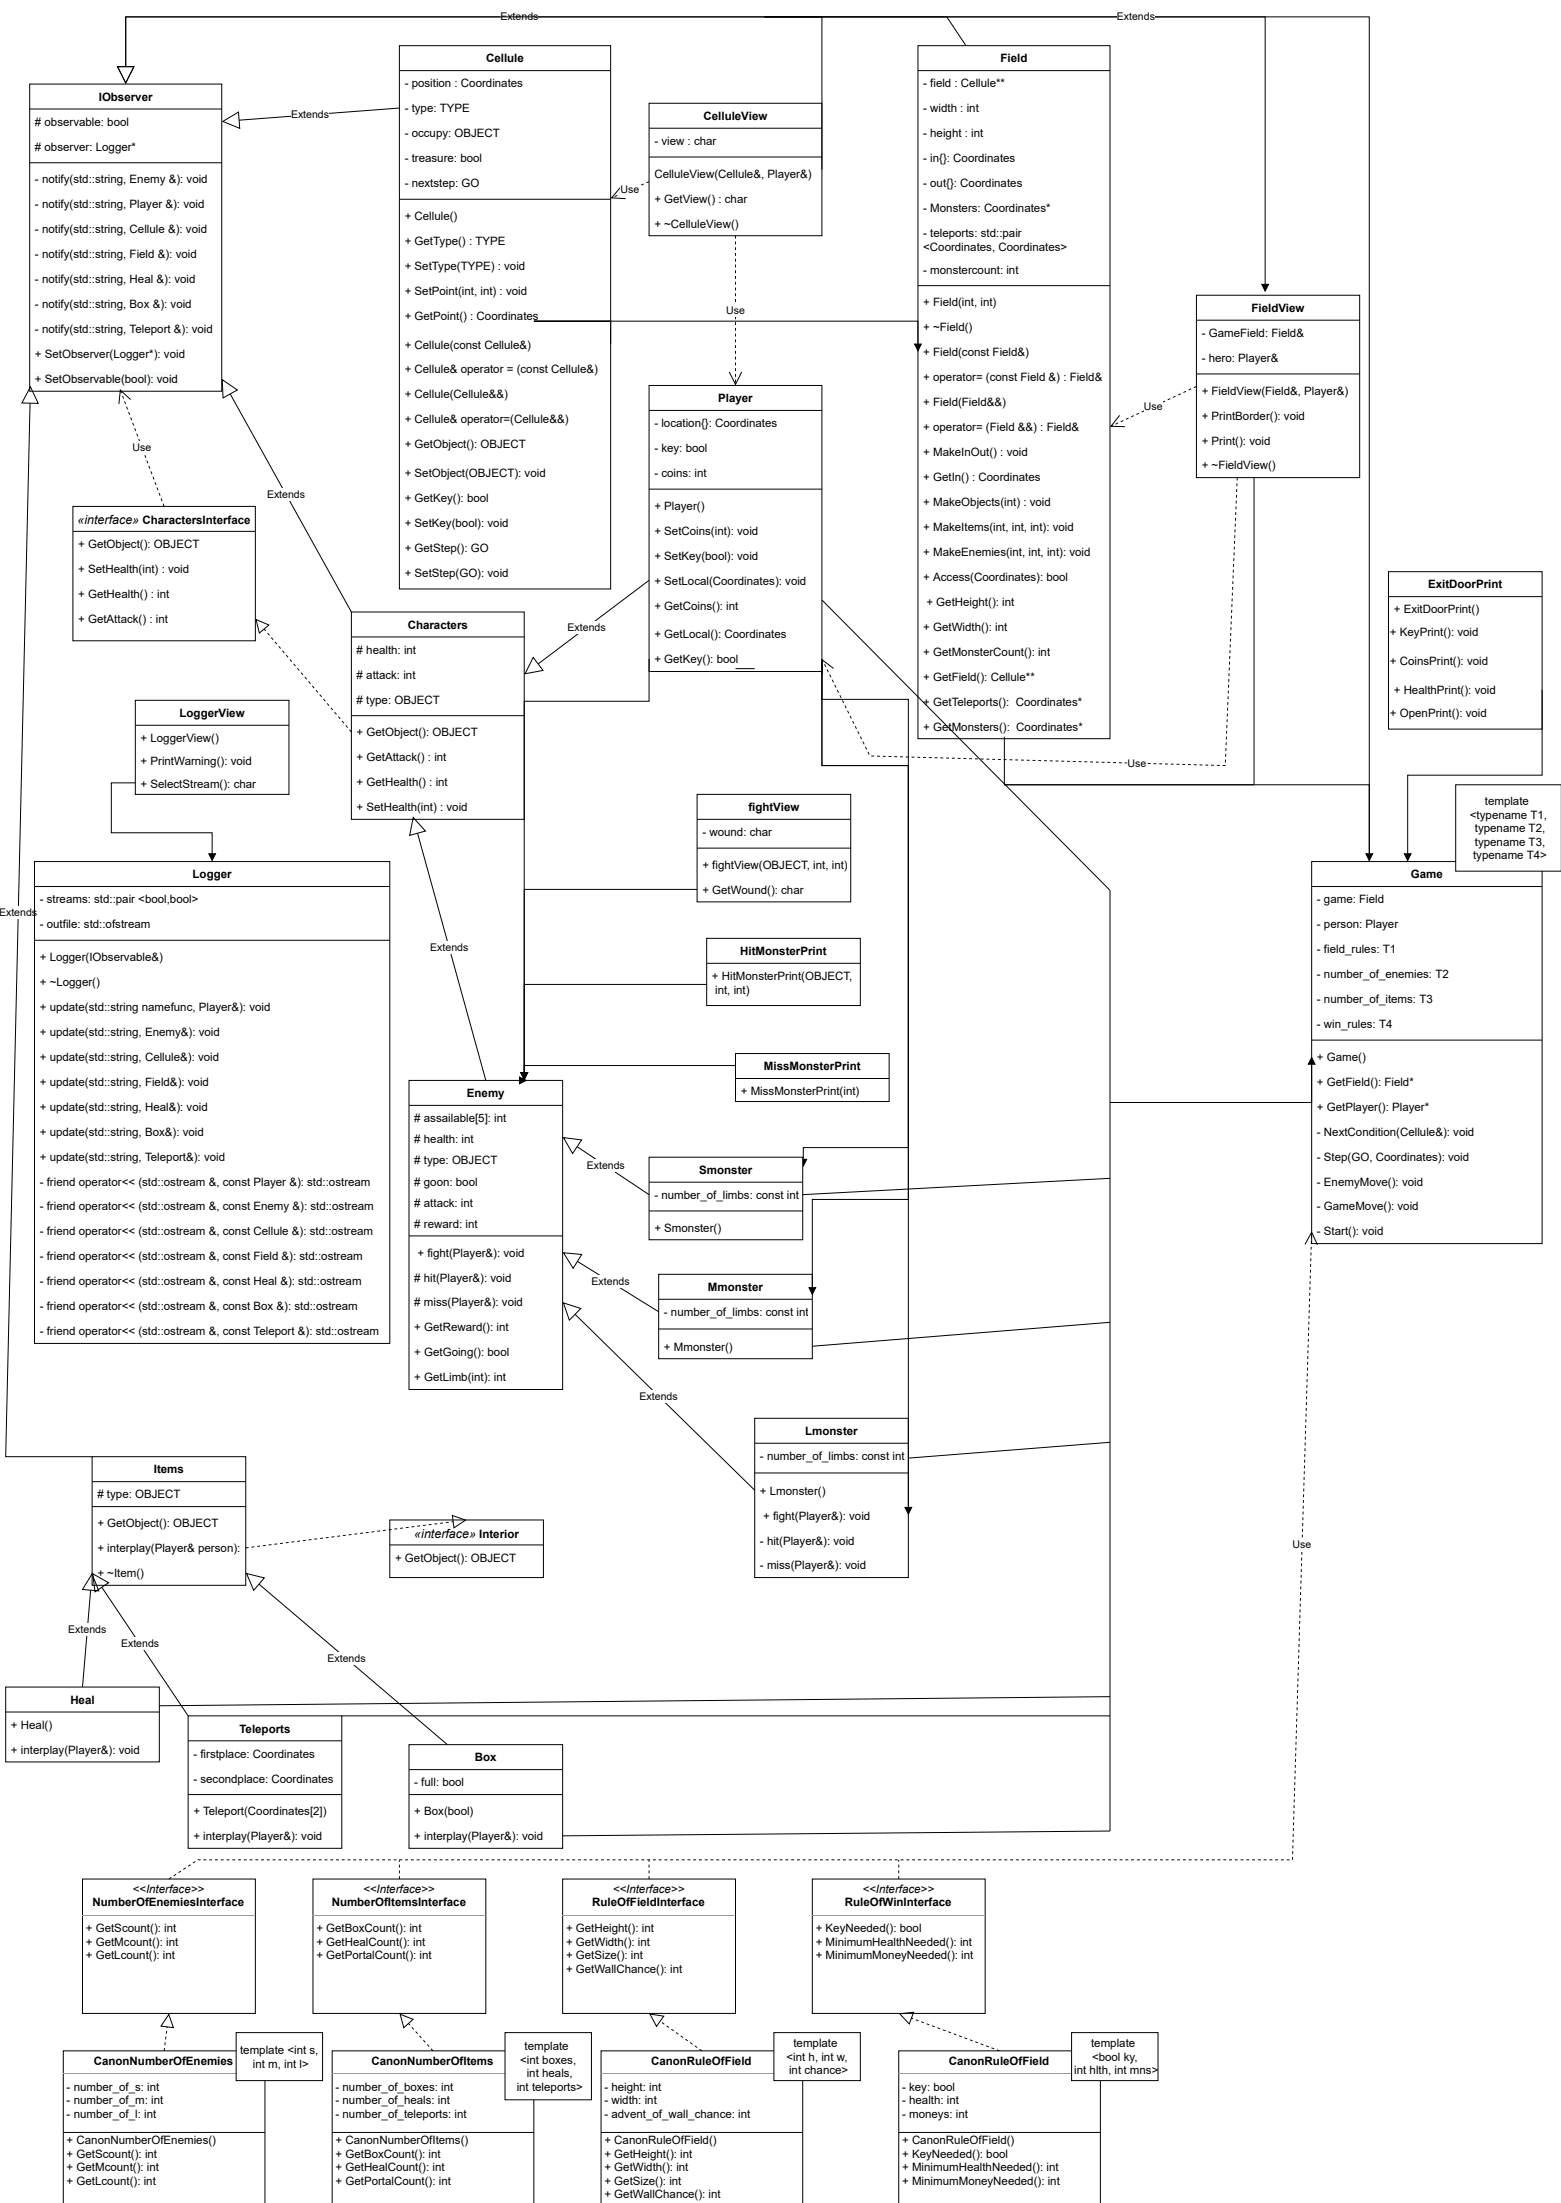 Extends
Extends
IObserver
# observable: bool
# observer: Logger*
- notify(std::string, Enemy &): void
- notify(std::string, Player &): void
- notify(std::string, Cellule &): void
- notify(std::string, Field &): void
- notify(std::string, Heal &): void
- notify(std::string, Box &): void
- notify(std::string, Teleport &): void
+ SetObserver(Logger*): void
+ SetObservable(bool): void
Extends
Cellule
- position : Coordinates
- type: TYPE
- occupy: OBJECT
- treasure: bool
- nextstep: GO
+ Cellule()
+ GetType() : TYPE
+ SetType(TYPE) : void
+ SetPoint(int, int) : void
+ GetPoint() : Coordinates
+ Cellule(const Cellule&)
+ Cellule& operator = (const Cellule&)
+ Cellule(Cellule&&)
+ Cellule& operator=(Cellule&&)
+ GetObject(): OBJECT
+ SetObject(OBJECT): void
+ GetKey(): bool
+ SetKey(bool): void
+ GetStep(): GO
+ SetStep(GO): void
Use
CelluleView
- view : char
CelluleView(Cellule&, Player&)
+ GetView() : char
+ ~CelluleView()
Use
Field
- field : Cellule**
- width : int
- height : int
- in{}: Coordinates
- out{}: Coordinates
- Monsters: Coordinates*
- teleports: std::pair
<Coordinates, Coordinates>
- monstercount: int
+ Field(int, int)
+ ~Field()
+ Field(const Field&)
+ operator= (const Field &) : Field&
+ Field(Field&&)
+ operator= (Field &&) : Field&
+ MakeInOut() : void
+ GetIn() : Coordinates
+ MakeObjects(int) : void
+ MakeItems(int, int, int): void
+ MakeEnemies(int, int, int): void
+ Access(Coordinates): bool
+ GetHeight(): int
+ GetWidth(): int
+ GetMonsterCount(): int
+ GetField(): Cellule**
+ GetTeleports():  Coordinates*
+ GetMonsters():  Coordinates*
FieldView
- GameField: Field&
- hero: Player&
+ FieldView(Field&, Player&)
+ PrintBorder(): void
+ Print(): void
+ ~FieldView()
Use
Use
Player
- location{}: Coordinates
- key: bool
- coins: int
+ Player()
+ SetCoins(int): void
+ SetKey(bool): void
+ SetLocal(Coordinates): void
+ GetCoins(): int
+ GetLocal(): Coordinates
+ GetKey(): bool
Use
Extends
«interface» CharactersInterface
+ GetObject(): OBJECT
+ SetHealth(int) : void
+ GetHealth() : int
+ GetAttack() : int
Extends
Characters
# health: int
# attack: int
# type: OBJECT
+ GetObject(): OBJECT
+ GetAttack() : int
+ GetHealth() : int
+ SetHealth(int) : void
ExitDoorPrint
+ ExitDoorPrint()
+ KeyPrint(): void
+ CoinsPrint(): void
+ HealthPrint(): void
+ OpenPrint(): void
LoggerView
+ LoggerView()
+ PrintWarning(): void
+ SelectStream(): char
fightView
- wound: char
+ fightView(OBJECT, int, int)
+ GetWound(): char
template
<typename T1,
typename T2,
typename T3,
typename T4>
Extends
Logger
- streams: std::pair <bool,bool>
- outfile: std::ofstream
+ Logger(IObservable&)
+ ~Logger()
+ update(std::string namefunc, Player&): void
+ update(std::string, Enemy&): void
+ update(std::string, Cellule&): void
+ update(std::string, Field&): void
+ update(std::string, Heal&): void
+ update(std::string, Box&): void
+ update(std::string, Teleport&): void
- friend operator<< (std::ostream &, const Player &): std::ostream
- friend operator<< (std::ostream &, const Enemy &): std::ostream
- friend operator<< (std::ostream &, const Cellule &): std::ostream
- friend operator<< (std::ostream &, const Field &): std::ostream
- friend operator<< (std::ostream &, const Heal &): std::ostream
- friend operator<< (std::ostream &, const Box &): std::ostream
- friend operator<< (std::ostream &, const Teleport &): std::ostream
Extends
HitMonsterPrint
+ HitMonsterPrint(OBJECT,
int, int)
MissMonsterPrint
+ MissMonsterPrint(int)
Game
- game: Field
- person: Player
- field_rules: T1
- number_of_enemies: T2
- number_of_items: T3
- win_rules: T4
+ Game()
+ GetField(): Field*
+ GetPlayer(): Player*
- NextCondition(Cellule&): void
- Step(GO, Coordinates): void
- EnemyMove(): void
- GameMove(): void
- Start(): void
Enemy
# assailable[5]: int
# health: int
# type: OBJECT
# goon: bool
# attack: int
# reward: int
+ fight(Player&): void
# hit(Player&): void
# miss(Player&): void
+ GetReward(): int
+ GetGoing(): bool
+ GetLimb(int): int
Extends
Smonster
- number_of_limbs: const int
+ Smonster()
Extends
Mmonster
- number_of_limbs: const int
+ Mmonster()
Extends
Lmonster
- number_of_limbs: const int
+ Lmonster()
+ fight(Player&): void
- hit(Player&): void
- miss(Player&): void
Items
# type: OBJECT
+ GetObject(): OBJECT
+ interplay(Player& person):
+ ~Item()
«interface» Interior
+ GetObject(): OBJECT
Use
Extends
Extends
Extends
Heal
+ Heal()
+ interplay(Player&): void
Teleports
- firstplace: Coordinates
- secondplace: Coordinates
+ Teleport(Coordinates[2])
+ interplay(Player&): void
Box
- full: bool
+ Box(bool)
+ interplay(Player&): void
<<Interface>>
NumberOfEnemiesInterface
+ GetScount(): int
+ GetMcount(): int
+ GetLcount(): int
<<Interface>>
NumberOfItemsInterface
+ GetBoxCount(): int
+ GetHealCount(): int
+ GetPortalCount(): int
<<Interface>>
RuleOfFieldInterface
+ GetHeight(): int
+ GetWidth(): int
+ GetSize(): int
+ GetWallChance(): int
<<Interface>>
RuleOfWinInterface
+ KeyNeeded(): bool
+ MinimumHealthNeeded(): int
+ MinimumMoneyNeeded(): int
template <int s,
int m, int l>
CanonNumberOfEnemies
- number_of_s: int
- number_of_m: int
- number_of_l: int
+ CanonNumberOfEnemies()
+ GetScount(): int
+ GetMcount(): int
+ GetLcount(): int
template
<int boxes,
int heals,
int teleports>
CanonNumberOfItems
- number_of_boxes: int
- number_of_heals: int
- number_of_teleports: int
+ CanonNumberOfItems()
+ GetBoxCount(): int
+ GetHealCount(): int
+ GetPortalCount(): int
template
<int h, int w,
int chance>
CanonRuleOfField
- height: int
- width: int
- advent_of_wall_chance: int
+ CanonRuleOfField()
+ GetHeight(): int
+ GetWidth(): int
+ GetSize(): int
+ GetWallChance(): int
template
<bool ky,
int hlth, int mns>
CanonRuleOfField
- key: bool
- health: int
- moneys: int
+ CanonRuleOfField()
+ KeyNeeded(): bool
+ MinimumHealthNeeded(): int
+ MinimumMoneyNeeded(): int